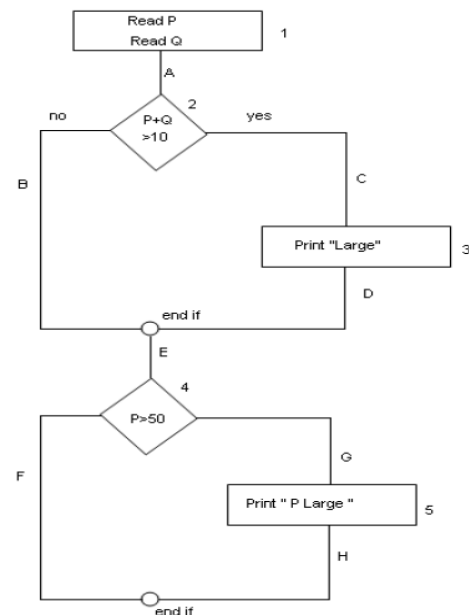 Read P
Read Q
1
A
2
no
P+Q
>10
yes
B
C
Print "Large"
3
D
end if
E
4
P>50
F
G
Print " P Large "
5
H
end if